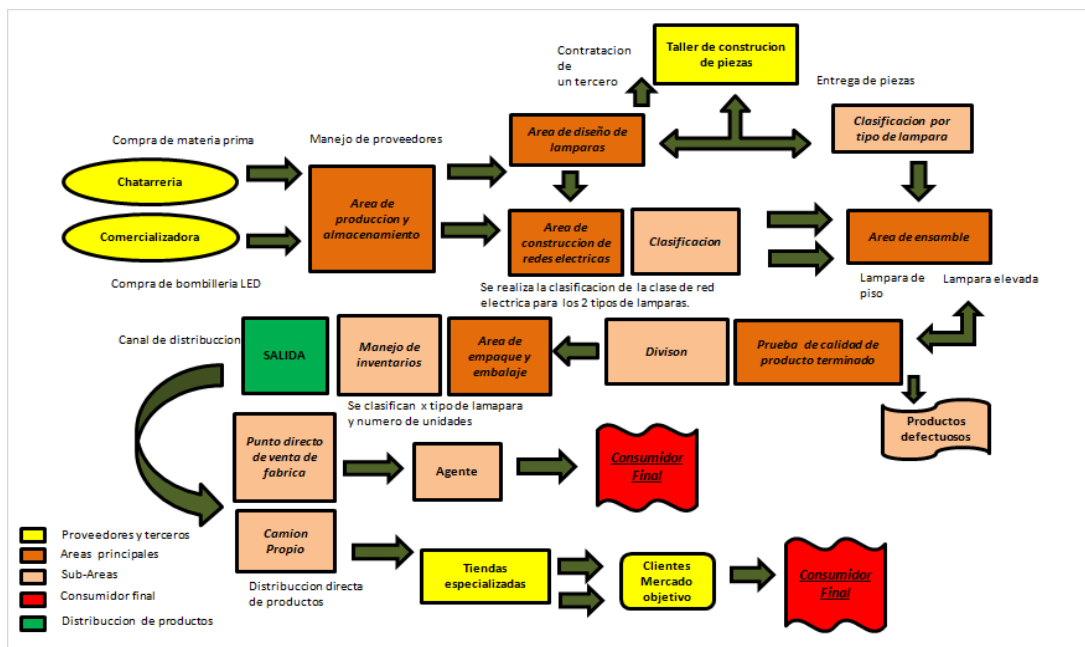 Contratacion
de
un tercero
Taller de construcion
de piezas
Entrega de piezas
Compra de materia prima
Manejo de proveedores
Area de diseño de
lamparas
Clasificacion por
tipo de lampara
Chatarreria
Area de
produccion y
almacenamiento
Comercializadora
Area de
construccion de
redes electricas
Clasificacion
Area de ensamble
Compra de bombilleria LED
Se realiza la clasificacion de la clase de red
electrica para los 2 tipos de lamparas.
Lampara de
piso
Lampara elevada
Canal de distribuccion
SALIDA
Manejo de
inventarios
Area de
empaque y
embalaje
Divison
Prueba de calidad de
producto terminado
Se clasifican x tipo de lamapara
y numero de unidades
Productos
defectuosos
Punto directo
de venta de
fabrica
Agente
Consumidor
Final
Camion
Propio
Distribuccion directa
de productos
Tiendas
especializadas
Clientes
Mercado
objetivo
Consumidor
Final
Proveedores y terceros
Areas principales
Sub-Areas
Consumidor final
Distribuccion de productos